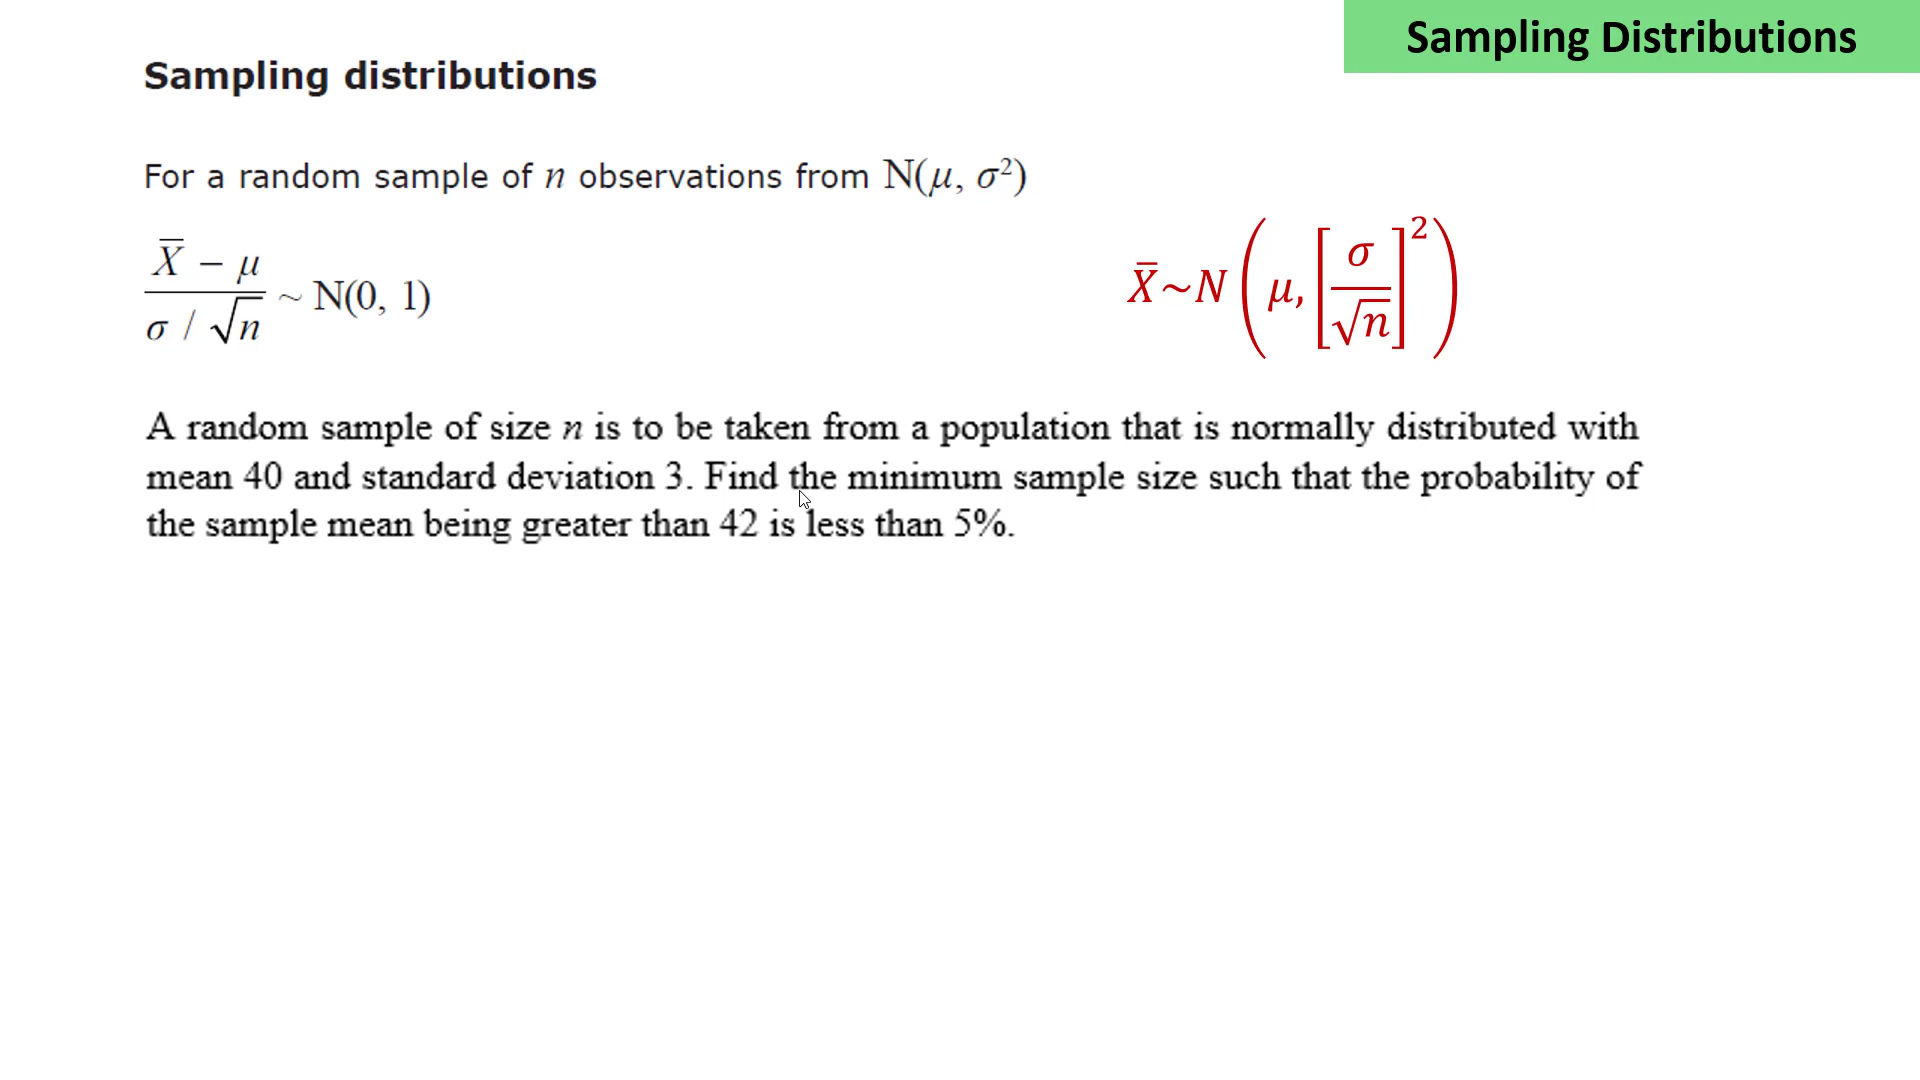 Sampling Distributions
Sampling distributions
For a random sample of n observations from N(μ, σ²)
(X̄ − μ) / (σ / √n) ~ N(0, 1)
X̄~N(μ, [σ/√n]²)
A random sample of size n is to be taken from a population that is normally distributed with
mean 40 and standard deviation 3. Find the minimum sample size such that the probability of
the sample mean being greater than 42 is less than 5%.